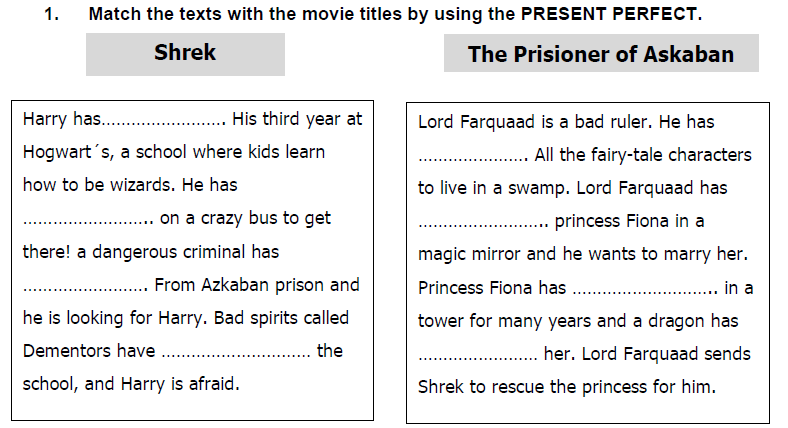 1. Match the texts with the movie titles by using the PRESENT PERFECT.
Shrek
The Prisioner of Askaban
Harry has......................... His third year at
Hogwart´s, a school where kids learn
how to be wizards. He has
........................... on a crazy bus to get
there! a dangerous criminal has
......................... From Azkaban prison and
he is looking for Harry. Bad spirits called
Dementors have ............................... the
school, and Harry is afraid.
Lord Farquaad is a bad ruler. He has
...................... All the fairy-tale characters
to live in a swamp. Lord Farquaad has
........................... princess Fiona in a
magic mirror and he wants to marry her.
Princess Fiona has .............................. in a
tower for many years and a dragon has
......................... her. Lord Farquaad sends
Shrek to rescue the princess for him.